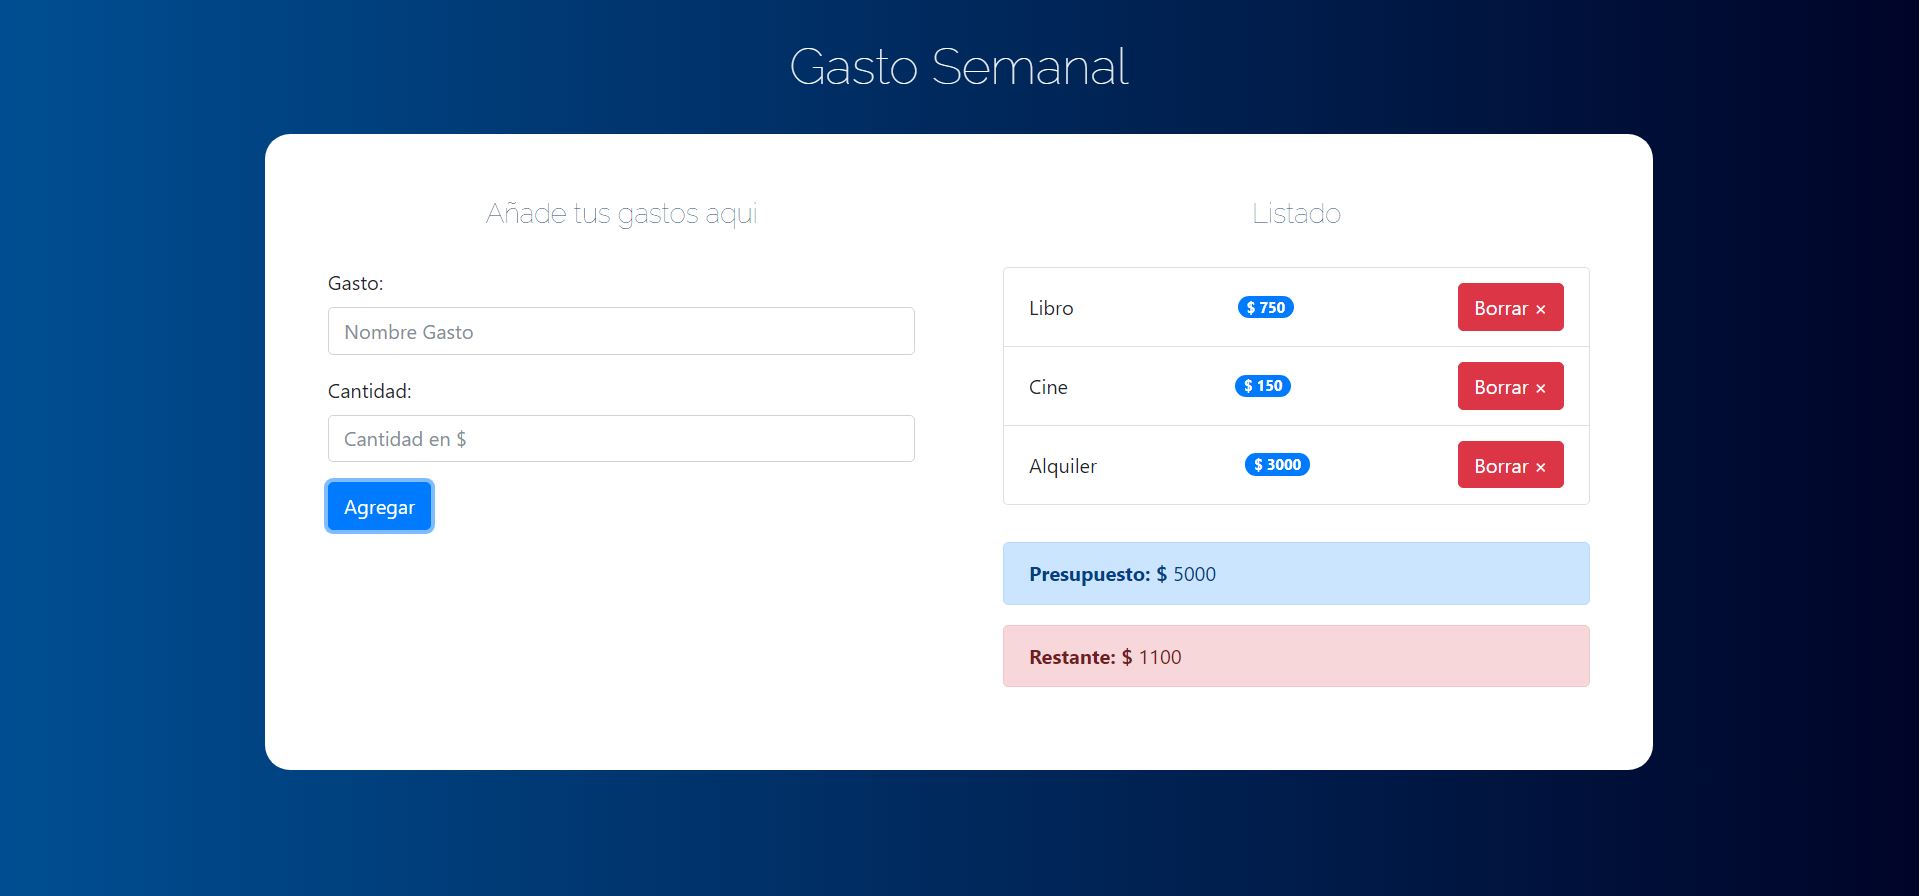 Gasto Semanal
Añade tus gastos aqui
Gasto:
Nombre Gasto
Cantidad:
Cantidad en $
Agregar
Listado
Libro $ 750 Borrar ×
Cine $ 150 Borrar ×
Alquiler $ 3000 Borrar ×
Presupuesto: $ 5000
Restante: $ 1100